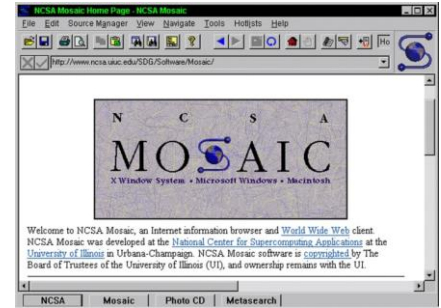 NCSA Mosaic Home Page - NCSA Mosaic
File Edit Source Manager View Navigate Tools Hotlists Help
Ho
http://www.ncsa.uiuc.edu/SDG/Software/Mosaic/
N C S A
MOSAIC
X Window System • Microsoft Windows • Macintosh
Welcome to NCSA Mosaic, an Internet information browser and World Wide Web client.
NCSA Mosaic was developed at the National Center for Supercomputing Applications at the
University of Illinois in Urbana-Champaign. NCSA Mosaic software is copyrighted by The
Board of Trustees of the University of Illinois (UI), and ownership remains with the UI.
NCSA Mosaic Photo CD Metasearch